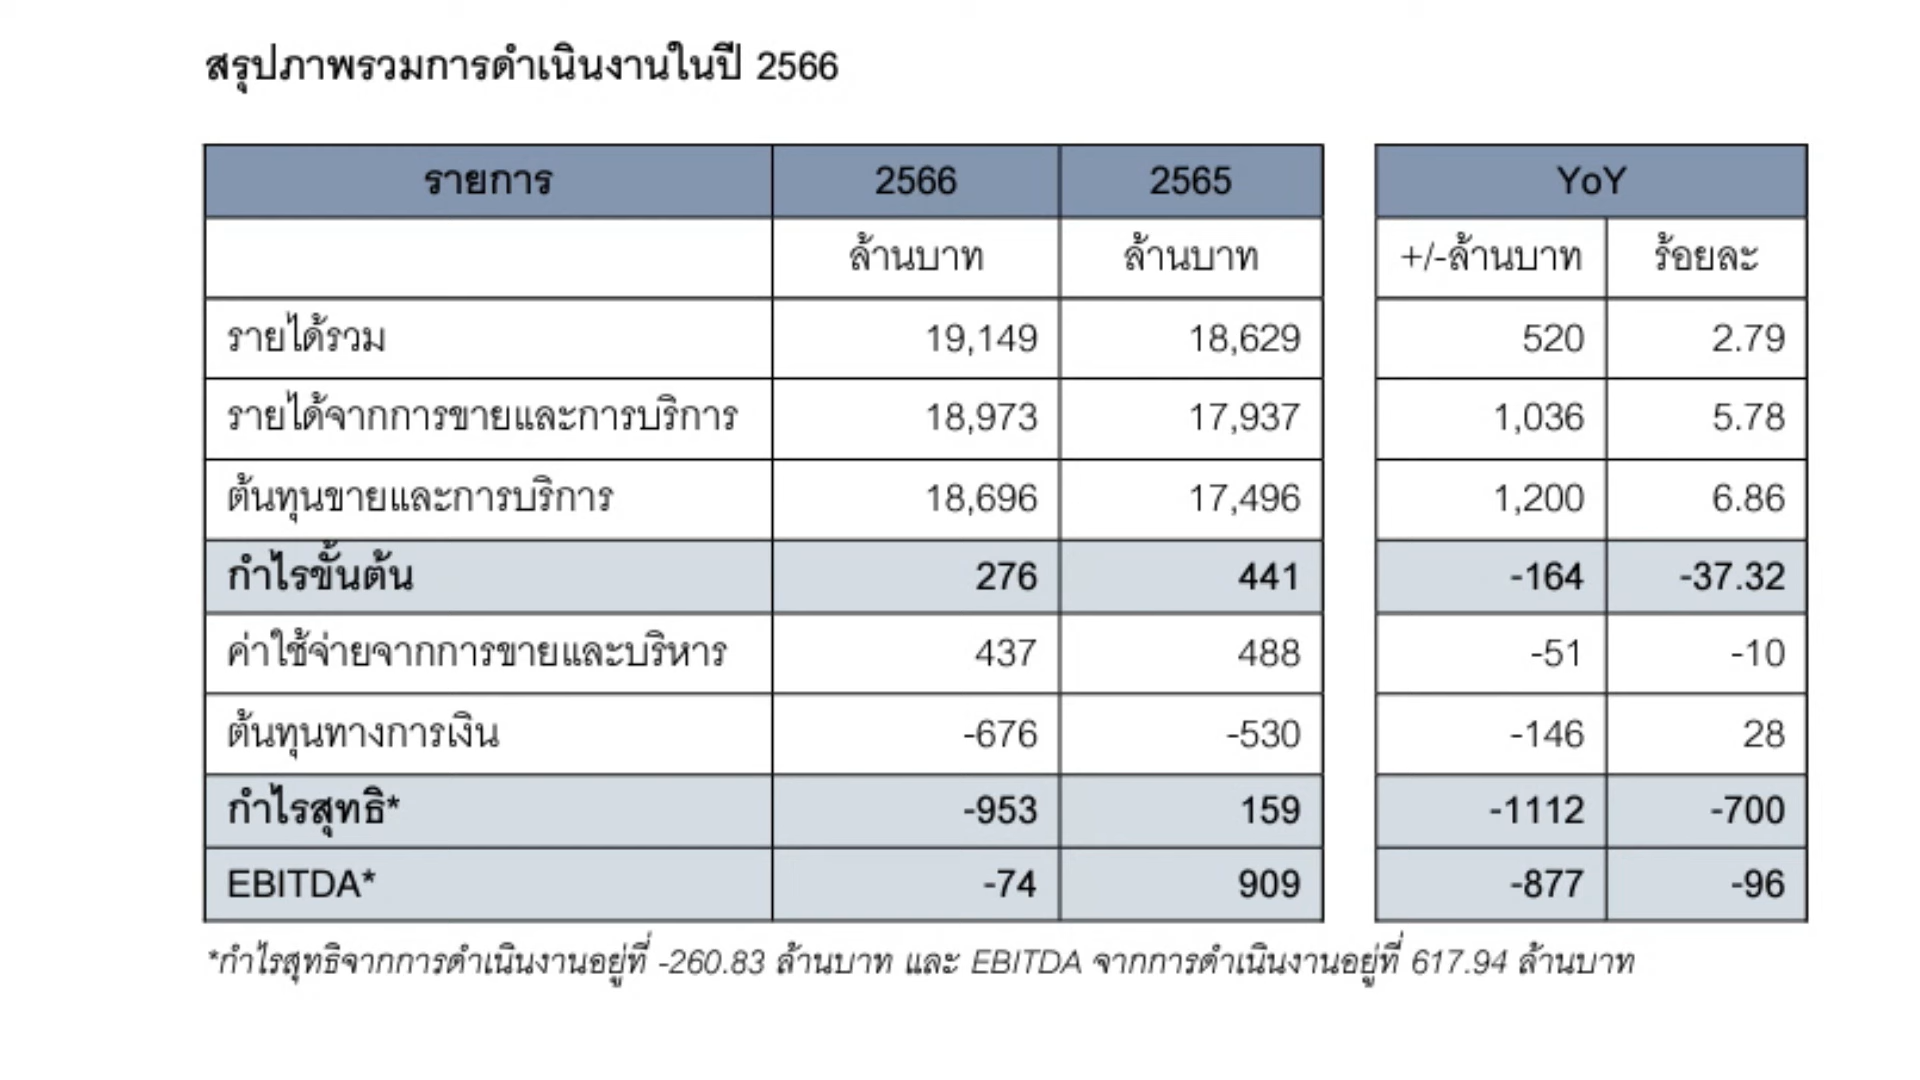 สรุปภาพรวมการดำเนินงานในปี 2566
รายการ 2566 2565 YoY
ล้านบาท ล้านบาท +/-ล้านบาท ร้อยละ
รายได้รวม 19,149 18,629 520 2.79
รายได้จากการขายและการบริการ 18,973 17,937 1,036 5.78
ต้นทุนขายและการบริการ 18,696 17,496 1,200 6.86
กำไรขั้นต้น 276 441 -164 -37.32
ค่าใช้จ่ายจากการขายและบริหาร 437 488 -51 -10
ต้นทุนทางการเงิน -676 -530 -146 28
กำไรสุทธิ* -953 159 -1112 -700
EBITDA* -74 909 -877 -96
*กำไรสุทธิจากการดำเนินงานอยู่ที่ -260.83 ล้านบาท และ EBITDA จากการดำเนินงานอยู่ที่ 617.94 ล้านบาท